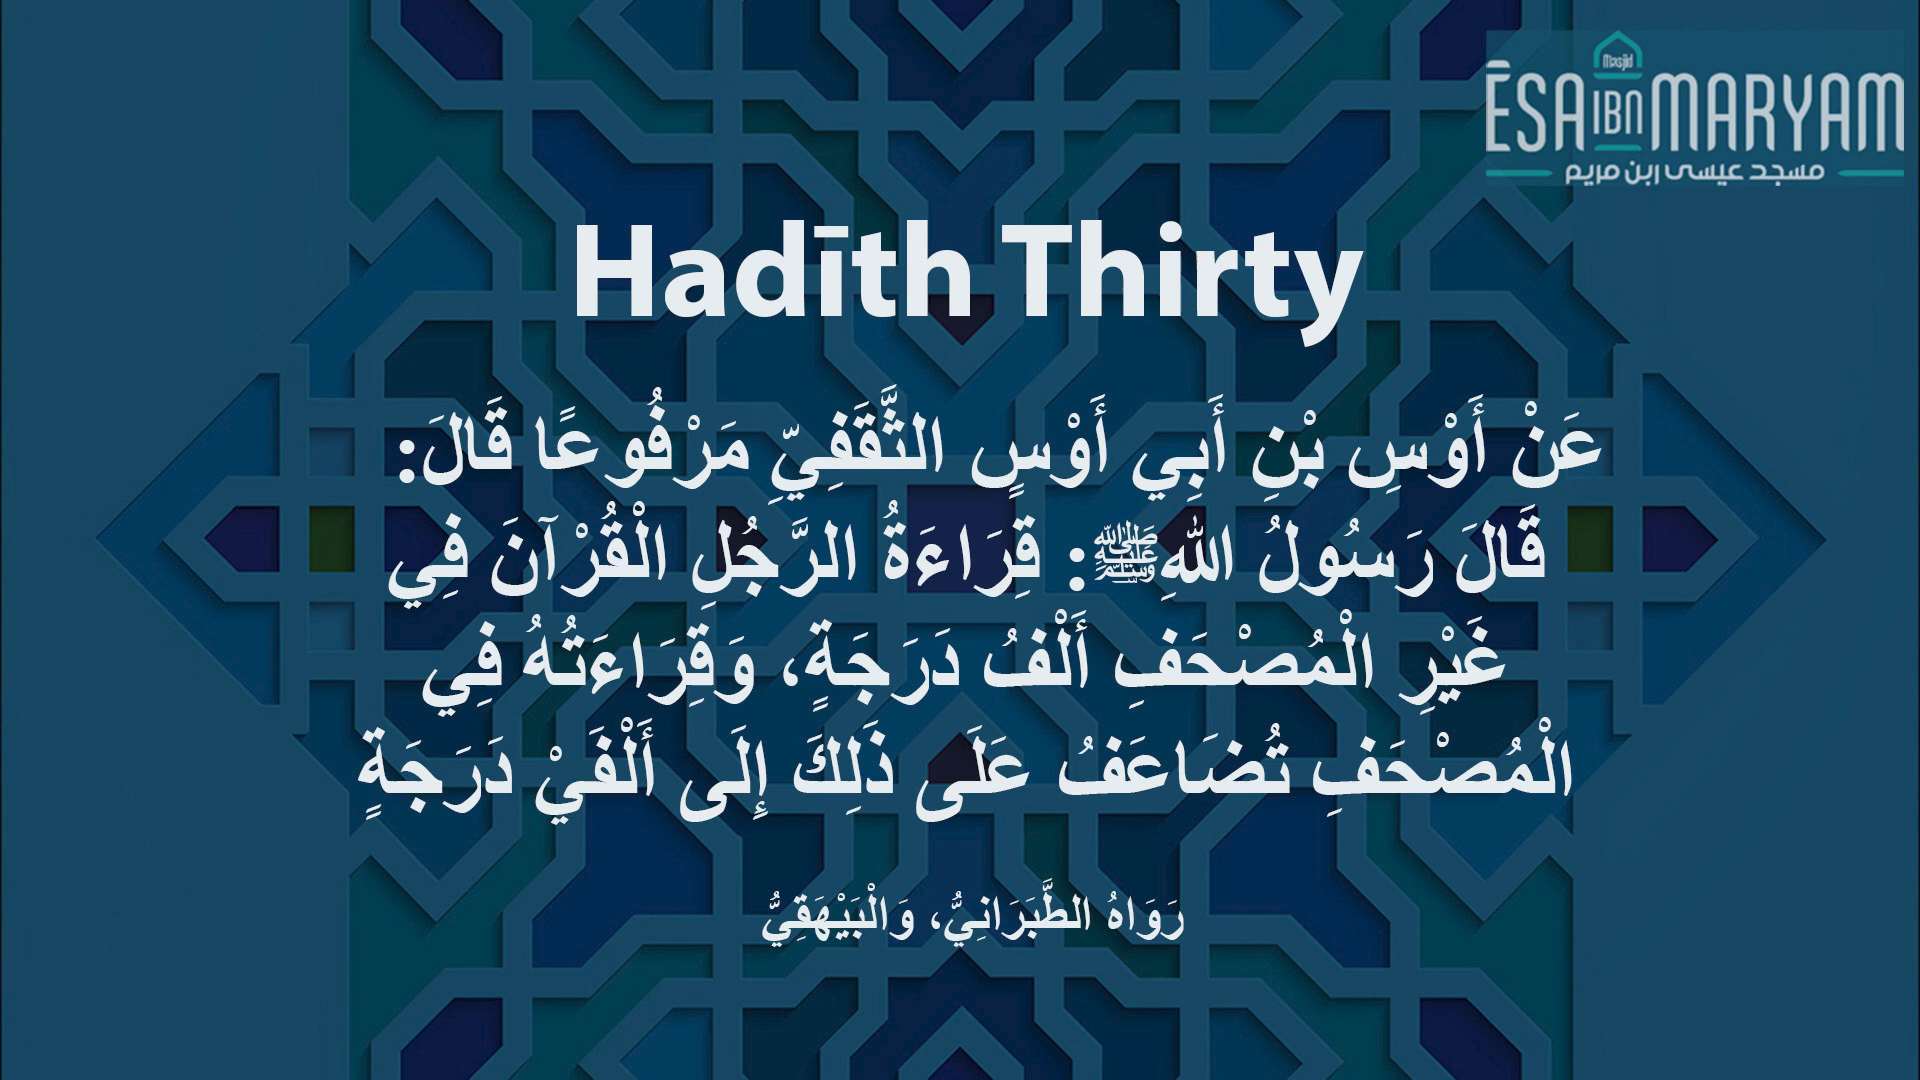 Masjid
ĒSA IBN MARYAM
مسجد عيسى ابن مريم
Hadīth Thirty
عَنْ أَوْسِ بْنِ أَبِي أَوْسٍ الثَّقَفِيِّ مَرْفُوعًا قَالَ:
قَالَ رَسُولُ اللهِ ﷺ: قِرَاءَةُ الرَّجُلِ الْقُرْآنَ فِي
غَيْرِ الْمُصْحَفِ أَلْفُ دَرَجَةٍ، وَقِرَاءَتُهُ فِي
الْمُصْحَفِ تُضَاعَفُ عَلَى ذَلِكَ إِلَى أَلْفَيْ دَرَجَةٍ
رَوَاهُ الطَّبَرَانِيُّ، وَالْبَيْهَقِيُّ